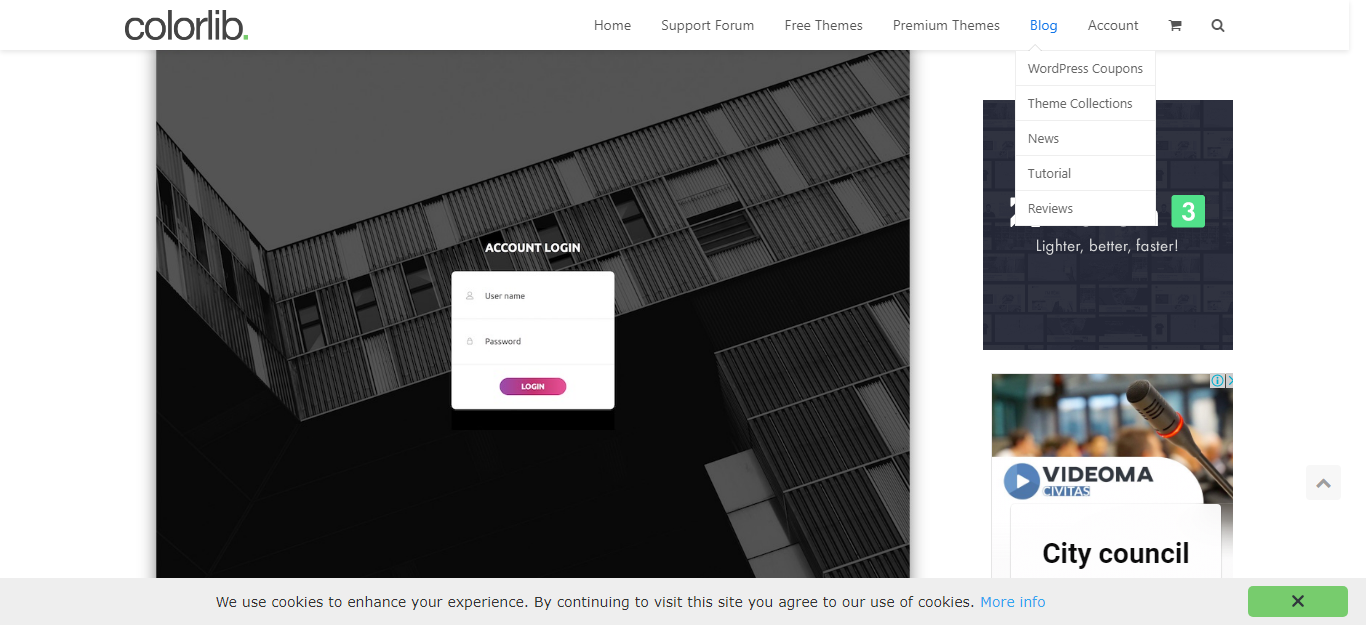 colorlib.
Home
Support Forum
Free Themes
Premium Themes
Blog
Account
WordPress Coupons
Theme Collections
News
Tutorial
Reviews
3
Lighter, better, faster!
ACCOUNT LOGIN
User name
Password
LOGIN
VIDEOMA
CIVITAS
City council
We use cookies to enhance your experience. By continuing to visit this site you agree to our use of cookies. More info